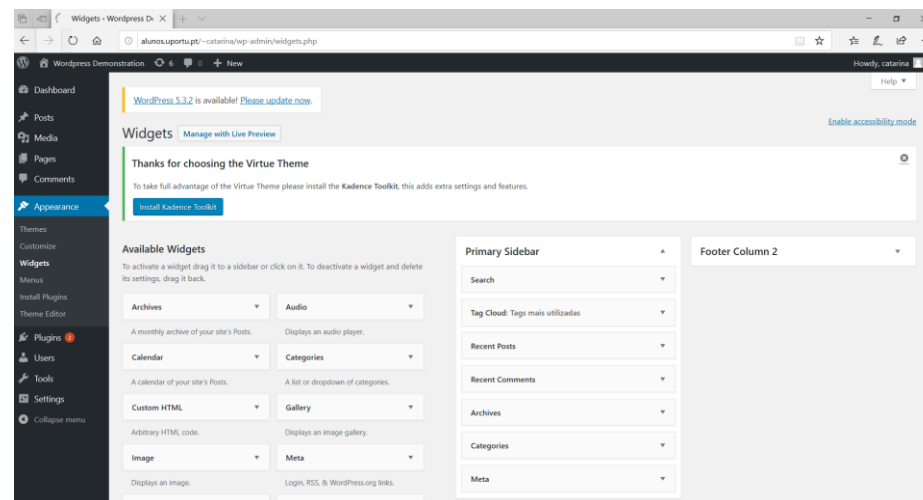 Widgets ‹ Wordpress De
alunos.uportu.pt/~catarina/wp-admin/widgets.php
Wordpress Demonstration 6 0 New
Howdy, catarina
Help
Dashboard
Posts
Media
Pages
Comments
Appearance
Themes
Customize
Widgets
Menus
Install Plugins
Theme Editor
Plugins 2
Users
Tools
Settings
Collapse menu
WordPress 5.3.2 is available! Please update now.
Enable accessibility mode
Widgets Manage with Live Preview
Thanks for choosing the Virtue Theme
To take full advantage of the Virtue Theme please install the Kadence Toolkit, this adds extra settings and features.
Install Kadence Toolkit
Available Widgets
To activate a widget drag it to a sidebar or click on it. To deactivate a widget and delete
its settings, drag it back.
Archives
A monthly archive of your site's Posts.
Audio
Displays an audio player.
Calendar
A calendar of your site's Posts.
Categories
A list or dropdown of categories.
Custom HTML
Arbitrary HTML code.
Gallery
Displays an image gallery.
Image
Displays an image.
Meta
Login, RSS, & WordPress.org links.
Primary Sidebar
Search
Tag Cloud: Tags mais utilizadas
Recent Posts
Recent Comments
Archives
Categories
Meta
Footer Column 2